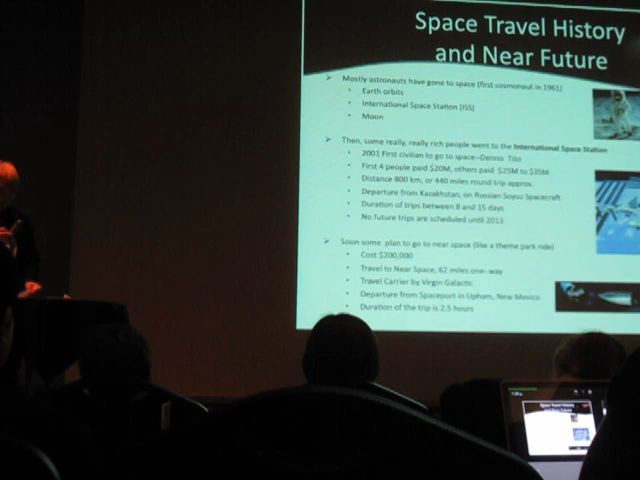 Space Travel History
and Near Future
Mostly astronauts have gone to space (first cosmonaut in 1961)
Earth orbits
International Space Station (ISS)
Moon
Then, some really, really rich people went to the International Space Station
2001 First civilian to go to space--Dennis Tito
First 4 people paid $20M, others paid $25M to $35M
Distance 800 km, or 440 miles round trip approx.
Departure from Kazakhstan, on Russian Soyuz Spacecraft
Duration of trips between 8 and 15 days
No future trips are scheduled until 2013
Soon some plan to go to near space (like a theme park ride)
Cost $200,000
Travel to Near Space, 62 miles one-way
Travel Carrier by Virgin Galactic
Departure from Spaceport in Upham, New Mexico
Duration of the trip is 2.5 hours
Space Travel History
and Near Future